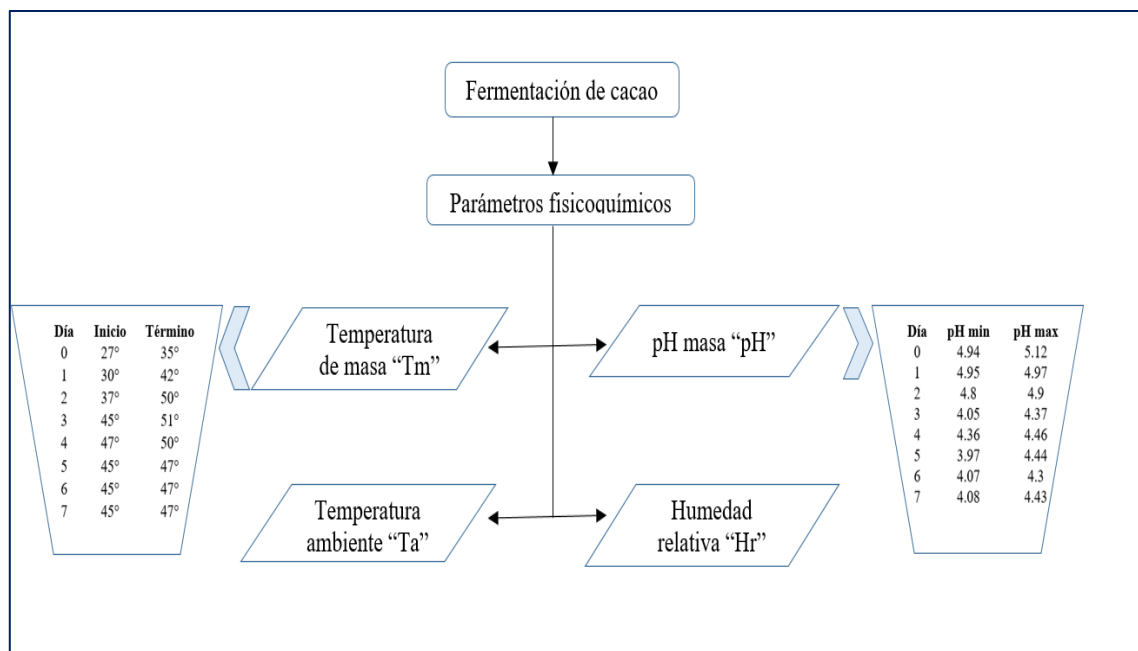 Fermentación de cacao
Parámetros fisicoquímicos
Día Inicio Término
0 27° 35°
1 30° 42°
2 37° 50°
3 45° 51°
4 47° 50°
5 45° 47°
6 45° 47°
7 45° 47°
Temperatura
de masa “Tm”
pH masa “pH”
Día pH min pH max
0 4.94 5.12
1 4.95 4.97
2 4.8 4.9
3 4.05 4.37
4 4.36 4.46
5 3.97 4.44
6 4.07 4.3
7 4.08 4.43
Temperatura
ambiente “Ta”
Humedad
relativa “Hr”